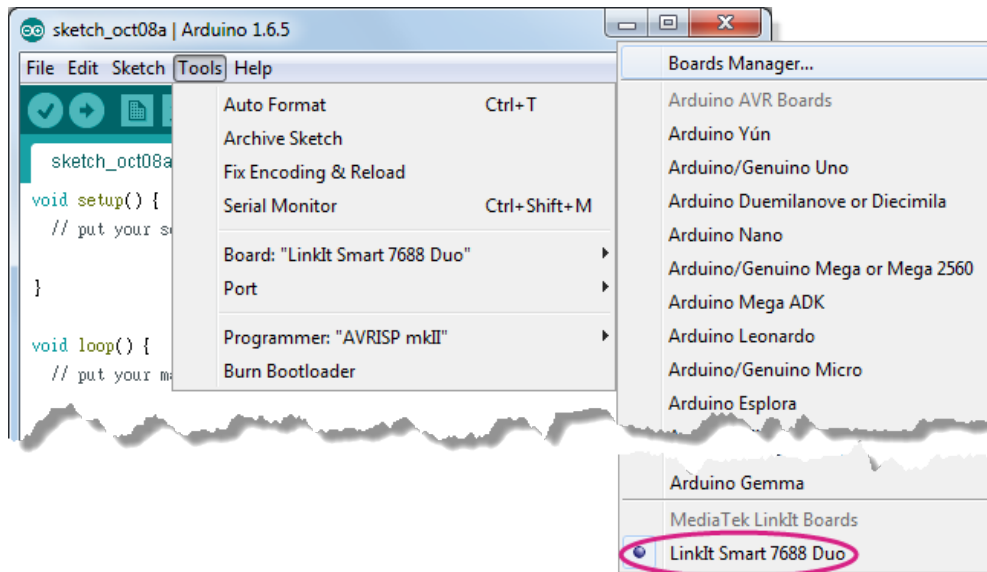 sketch_oct08a | Arduino 1.6.5
File Edit Sketch Tools Help
sketch_oct08a
void setup() {
// put your s
}
void loop() {
// put your m
Auto Format Ctrl+T
Archive Sketch
Fix Encoding & Reload
Serial Monitor Ctrl+Shift+M
Board: "LinkIt Smart 7688 Duo"
Port
Programmer: "AVRISP mkII"
Burn Bootloader
Boards Manager...
Arduino AVR Boards
Arduino Yún
Arduino/Genuino Uno
Arduino Duemilanove or Diecimila
Arduino Nano
Arduino/Genuino Mega or Mega 2560
Arduino Mega ADK
Arduino Leonardo
Arduino/Genuino Micro
Arduino Esplora
Arduino Gemma
MediaTek LinkIt Boards
LinkIt Smart 7688 Duo